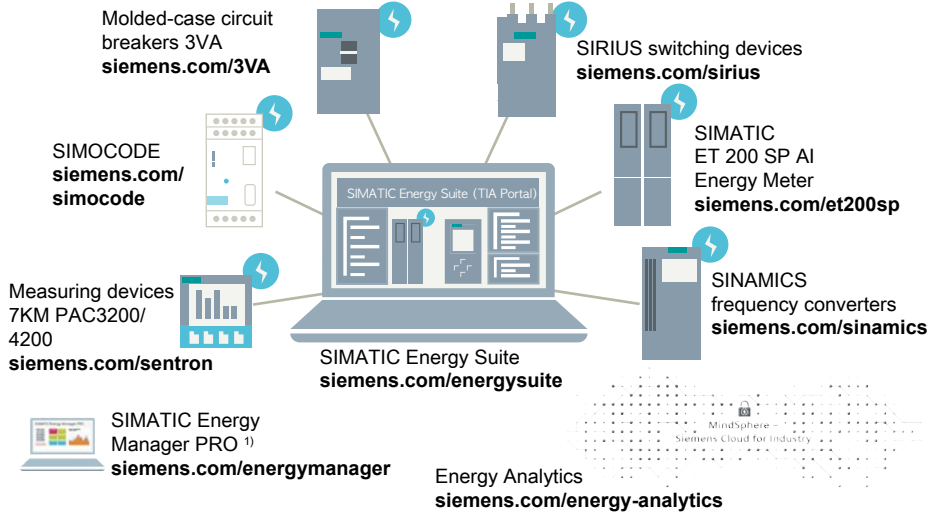 Molded-case circuit
breakers 3VA
siemens.com/3VA
SIRIUS switching devices
siemens.com/sirius
SIMOCODE
siemens.com/
simocode
SIMATIC
ET 200 SP AI
Energy Meter
siemens.com/et200sp
SIMATIC Energy Suite (TIA Portal)
Measuring devices
7KM PAC3200/
4200
siemens.com/sentron
SINAMICS
frequency converters
siemens.com/sinamics
SIMATIC Energy Suite
siemens.com/energysuite
SIMATIC Energy
Manager PRO ¹⁾
siemens.com/energymanager
MindSphere –
Siemens Cloud for Industry
Energy Analytics
siemens.com/energy-analytics